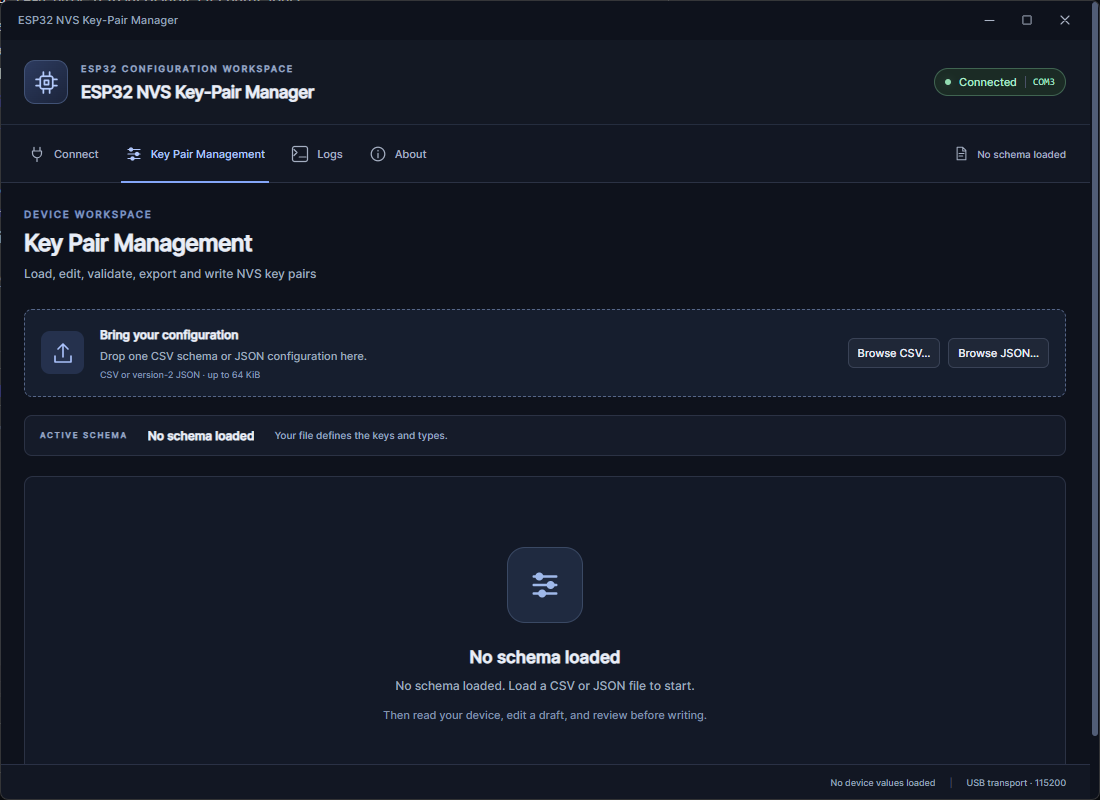 ESP32 NVS Key-Pair Manager
ESP32 CONFIGURATION WORKSPACE
ESP32 NVS Key-Pair Manager
Connected COM3
Connect Key Pair Management Logs About No schema loaded
DEVICE WORKSPACE
Key Pair Management
Load, edit, validate, export and write NVS key pairs
Bring your configuration
Drop one CSV schema or JSON configuration here.
CSV or version-2 JSON · up to 64 KiB
Browse CSV... Browse JSON...
ACTIVE SCHEMA No schema loaded Your file defines the keys and types.
No schema loaded
No schema loaded. Load a CSV or JSON file to start.
Then read your device, edit a draft, and review before writing.
No device values loaded USB transport · 115200